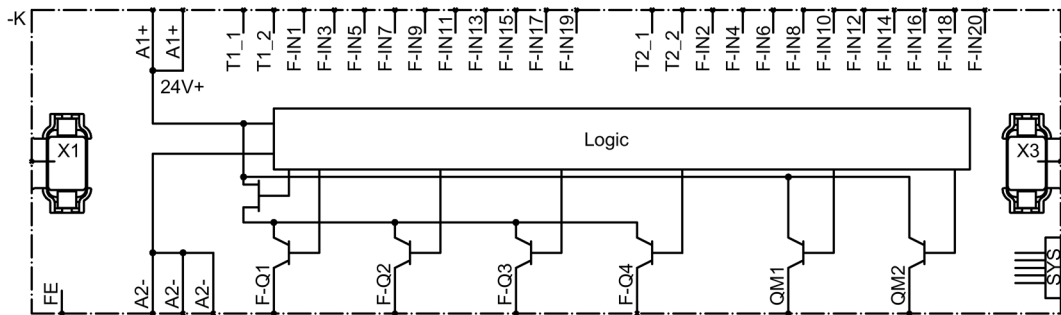 -K
A1+
A1+
T1_1
T1_2
F-IN1
F-IN3
F-IN5
F-IN7
F-IN9
F-IN11
F-IN13
F-IN15
F-IN17
F-IN19
T2_1
T2_2
F-IN2
F-IN4
F-IN6
F-IN8
F-IN10
F-IN12
F-IN14
F-IN16
F-IN18
F-IN20
24V+
Logic
X1
X3
FE
A2-
A2-
A2-
F-Q1
F-Q2
F-Q3
F-Q4
QM1
QM2
SYS